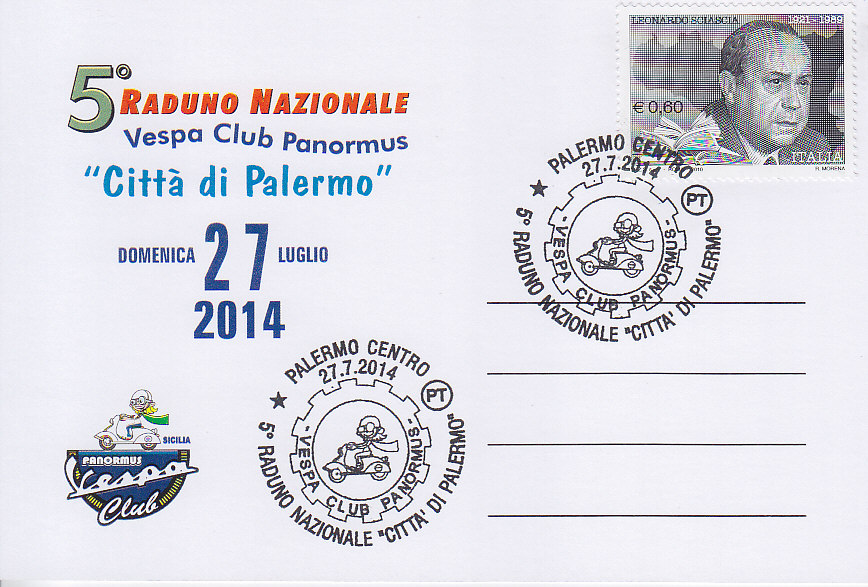 5° RADUNO NAZIONALE
Vespa Club Panormus
"Città di Palermo"
DOMENICA 27 LUGLIO
2014
SICILIA
PANORMUS
Vespa
Club
LEONARDO SCIASCIA 1921 - 1989
€ 0,60
ITALIA
R. MORENA
PALERMO CENTRO
27.7.2014
PT
VESPA CLUB PANORMUS
5° RADUNO NAZIONALE "CITTA' DI PALERMO"
PALERMO CENTRO
27.7.2014
PT
VESPA CLUB PANORMUS
5° RADUNO NAZIONALE "CITTA' DI PALERMO"